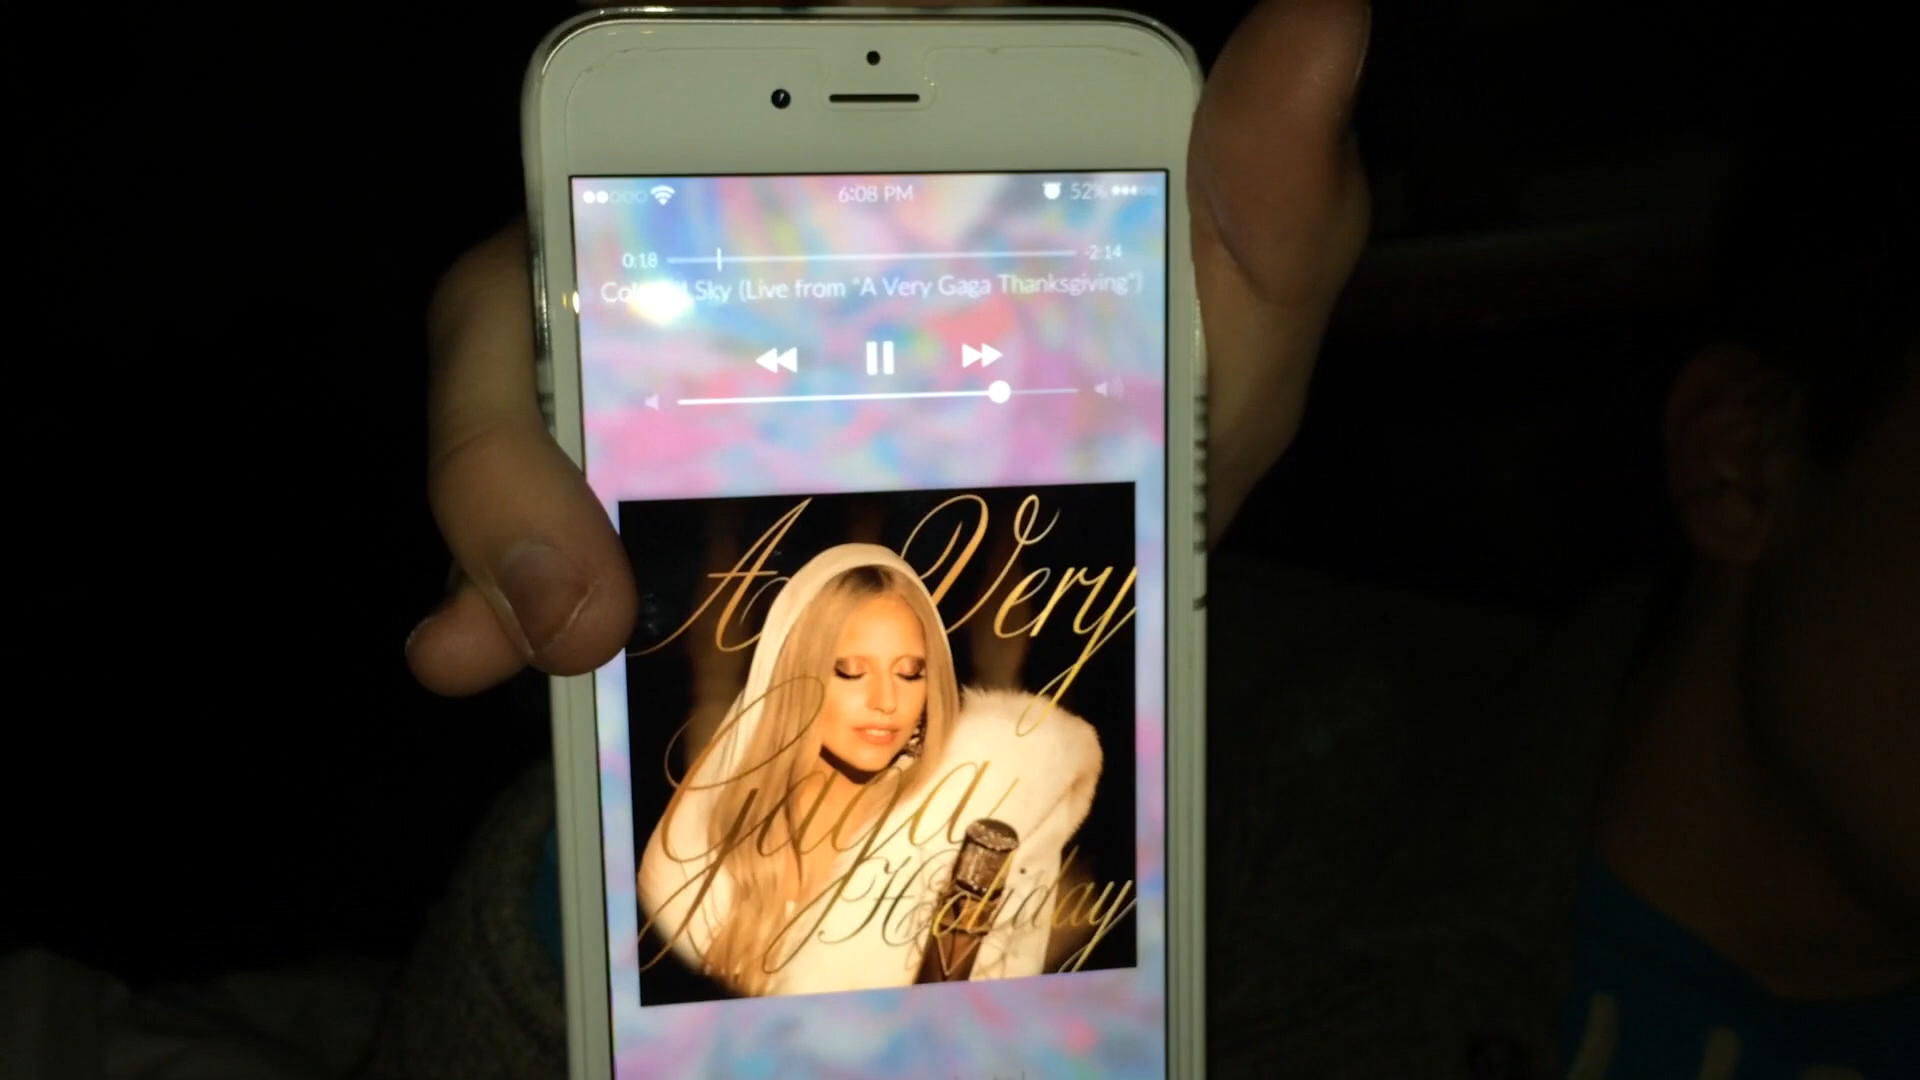 6:08 PM 52%
0:18 -2:14
Sky (Live from "A Very Gaga Thanksgiving")
A Very
Gaga
Holiday